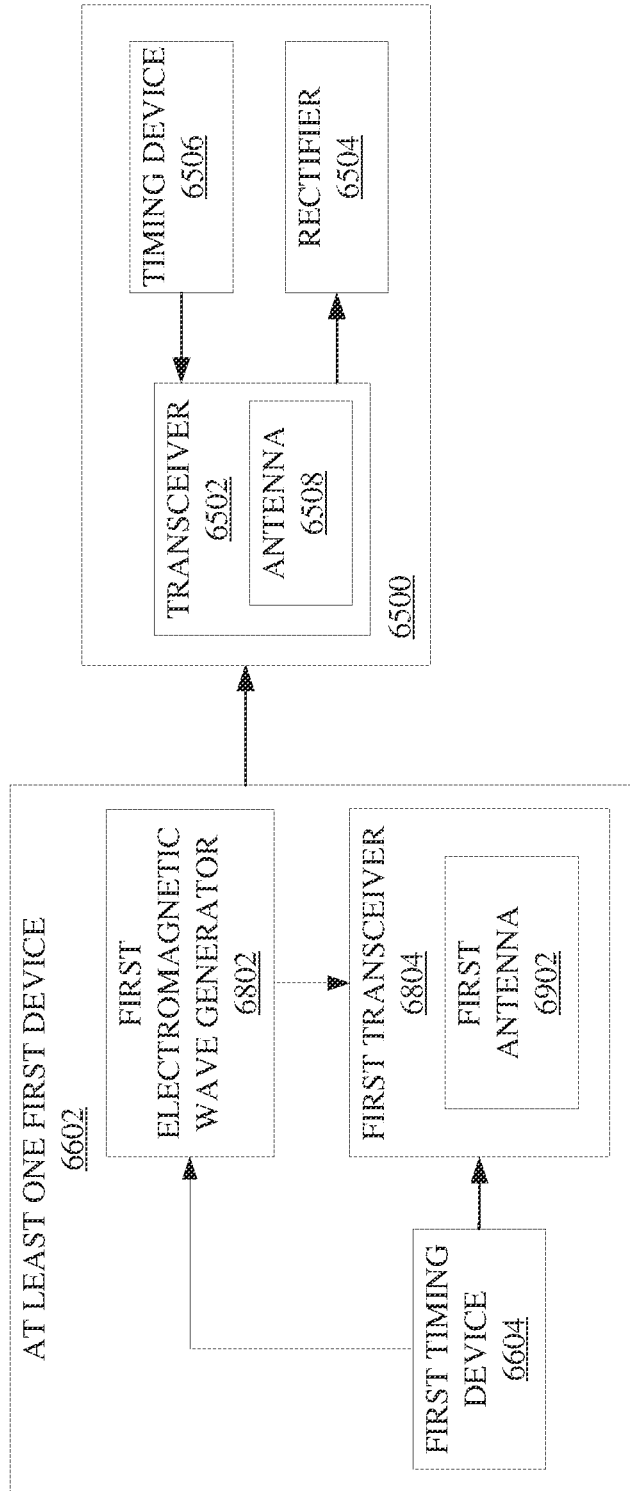 AT LEAST ONE FIRST DEVICE
6602
FIRST
ELECTROMAGNETIC
WAVE GENERATOR
6802
FIRST TRANSCEIVER
6804
FIRST
ANTENNA
6902
FIRST TIMING
DEVICE
6604
TRANSCEIVER
6502
ANTENNA
6508
6500
TIMING DEVICE
6506
RECTIFIER
6504